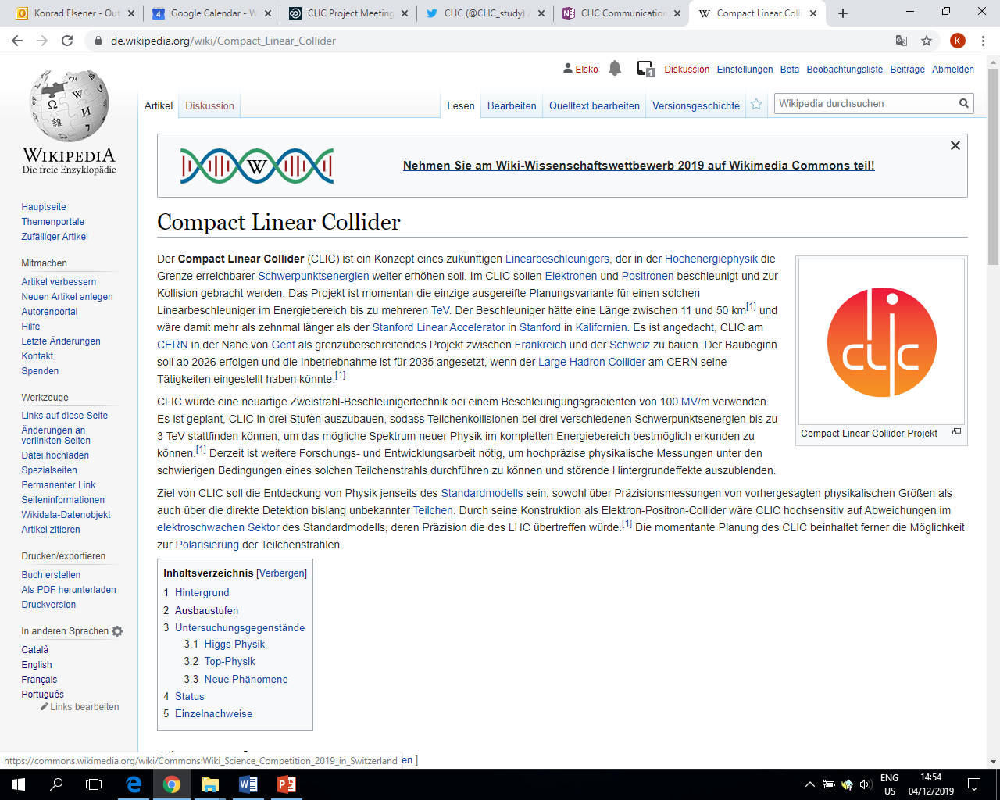 Konrad Elsener - Out
Google Calendar - W
CLIC Project Meeting
CLIC (@CLIC_study) /
CLIC Communication
Compact Linear Colli
de.wikipedia.org/wiki/Compact_Linear_Collider
K
Elsko
1
Diskussion
Einstellungen
Beta
Beobachtungsliste
Beiträge
Abmelden
WIKIPEDIA
Die freie Enzyklopädie
Artikel
Diskussion
Lesen
Bearbeiten
Quelltext bearbeiten
Versionsgeschichte
Wikipedia durchsuchen
W
Nehmen Sie am Wiki-Wissenschaftswettbewerb 2019 auf Wikimedia Commons teil!
Hauptseite
Themenportale
Zufälliger Artikel
Mitmachen
Artikel verbessern
Neuen Artikel anlegen
Autorenportal
Hilfe
Letzte Änderungen
Kontakt
Spenden
Werkzeuge
Links auf diese Seite
Änderungen an
verlinkten Seiten
Datei hochladen
Spezialseiten
Permanenter Link
Seiteninformationen
Wikidata-Datenobjekt
Artikel zitieren
Drucken/exportieren
Buch erstellen
Als PDF herunterladen
Druckversion
In anderen Sprachen
Català
English
Français
Português
Links bearbeiten
Compact Linear Collider
Der Compact Linear Collider (CLIC) ist ein Konzept eines zukünftigen Linearbeschleunigers, der in der Hochenergiephysik die
Grenze erreichbarer Schwerpunktsenergien weiter erhöhen soll. Im CLIC sollen Elektronen und Positronen beschleunigt und zur
Kollision gebracht werden. Das Projekt ist momentan die einzige ausgereifte Planungsvariante für einen solchen
Linearbeschleuniger im Energiebereich bis zu mehreren TeV. Der Beschleuniger hätte eine Länge zwischen 11 und 50 km[1] und
wäre damit mehr als zehnmal länger als der Stanford Linear Accelerator in Stanford in Kalifornien. Es ist angedacht, CLIC am
CERN in der Nähe von Genf als grenzüberschreitendes Projekt zwischen Frankreich und der Schweiz zu bauen. Der Baubeginn
soll ab 2026 erfolgen und die Inbetriebnahme ist für 2035 angesetzt, wenn der Large Hadron Collider am CERN seine
Tätigkeiten eingestellt haben könnte.[1]
clic
Compact Linear Collider Projekt
CLIC würde eine neuartige Zweistrahl-Beschleunigertechnik bei einem Beschleunigungsgradienten von 100 MV/m verwenden.
Es ist geplant, CLIC in drei Stufen auszubauen, sodass Teilchenkollisionen bei drei verschiedenen Schwerpunktsenergien bis zu
3 TeV stattfinden können, um das mögliche Spektrum neuer Physik im kompletten Energiebereich bestmöglich erkunden zu
können.[1] Derzeit ist weitere Forschungs- und Entwicklungsarbeit nötig, um hochpräzise physikalische Messungen unter den
schwierigen Bedingungen eines solchen Teilchenstrahls durchführen zu können und störende Hintergrundeffekte auszublenden.
Ziel von CLIC soll die Entdeckung von Physik jenseits des Standardmodells sein, sowohl über Präzisionsmessungen von vorhergesagten physikalischen Größen als
auch über die direkte Detektion bislang unbekannter Teilchen. Durch seine Konstruktion als Elektron-Positron-Collider wäre CLIC hochsensitiv auf Abweichungen im
elektroschwachen Sektor des Standardmodells, deren Präzision die des LHC übertreffen würde.[1] Die momentante Planung des CLIC beinhaltet ferner die Möglichkeit
zur Polarisierung der Teilchenstrahlen.
Inhaltsverzeichnis [Verbergen]
1 Hintergrund
2 Ausbaustufen
3 Untersuchungsgegenstände
3.1 Higgs-Physik
3.2 Top-Physik
3.3 Neue Phänomene
4 Status
5 Einzelnachweise
en ]
https://commons.wikimedia.org/wiki/Commons:Wiki_Science_Competition_2019_in_Switzerland
ENG
US
14:54
04/12/2019